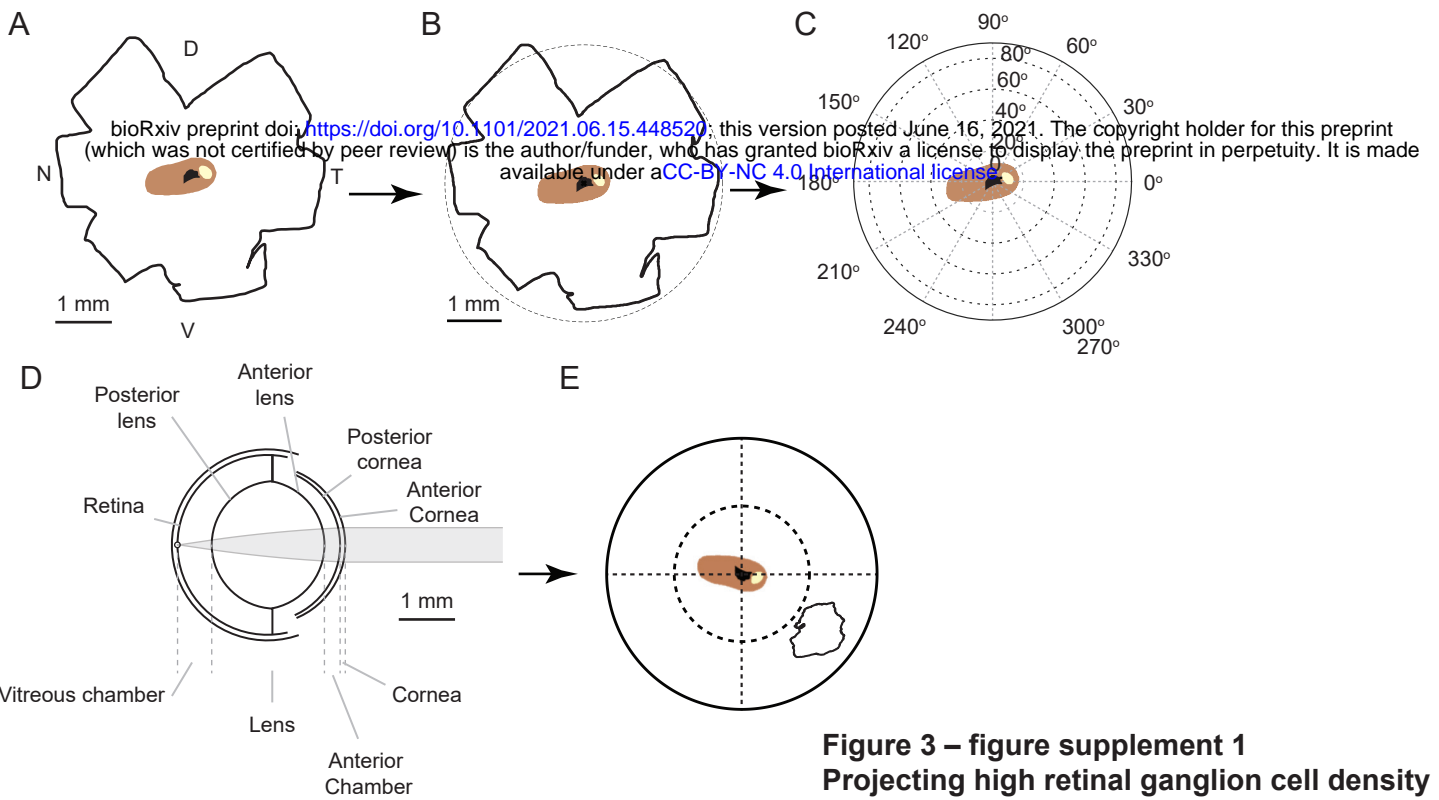 A
B
C
D
N
T
V
1 mm
1 mm
90°
120°
60°
80°
60°
150°
40°
30°
20°
0
180°
0°
210°
330°
240°
300°
270°
bioRxiv preprint doi: https://doi.org/10.1101/2021.06.15.448520; this version posted June 16, 2021. The copyright holder for this preprint
(which was not certified by peer review) is the author/funder, who has granted bioRxiv a license to display the preprint in perpetuity. It is made
available under aCC-BY-NC 4.0 International license.
D
E
Anterior
lens
Posterior
lens
Posterior
cornea
Retina
Anterior
Cornea
1 mm
Vitreous chamber
Cornea
Lens
Anterior
Chamber
Figure 3 – figure supplement 1
Projecting high retinal ganglion cell density